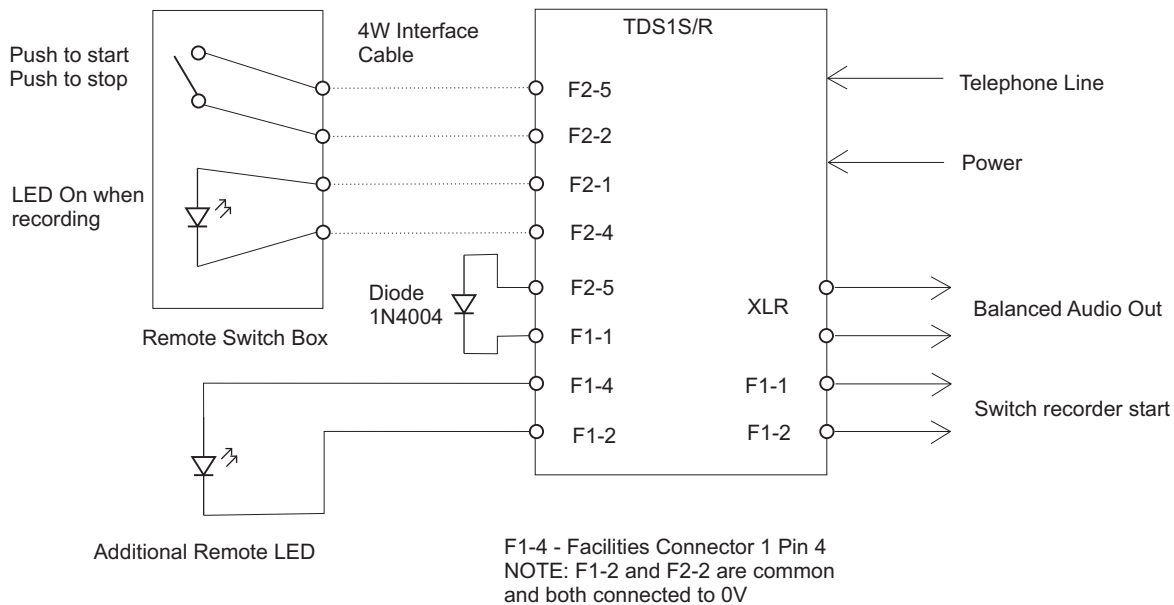 TDS1S/R
Push to start
Push to stop
4W Interface
Cable
F2-5
Telephone Line
F2-2
Power
LED On when
recording
F2-1
F2-4
Diode
1N4004
F2-5
XLR
Balanced Audio Out
Remote Switch Box
F1-1
F1-4
F1-1
Switch recorder start
F1-2
F1-2
Additional Remote LED
F1-4 - Facilities Connector 1 Pin 4
NOTE: F1-2 and F2-2 are common
and both connected to 0V